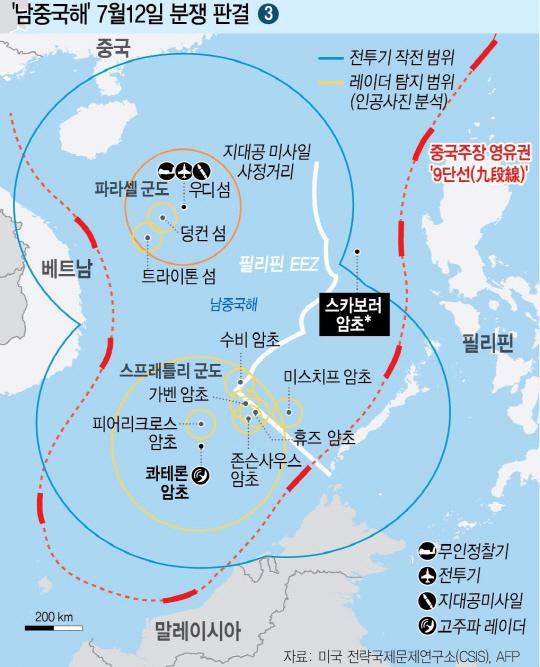 '남중국해' 7월12일 분쟁 판결 3
중국
전투기 작전 범위
레이더 탐지 범위
(인공사진 분석)
중국주장 영유권
'9단선(九段線)'
지대공 미사일
사정거리
파라셀 군도
우디섬
덩컨 섬
트라이톤 섬
베트남
필리핀 EEZ
남중국해
스카보러
암초*
필리핀
수비 암초
스프래틀리 군도
가벤 암초
미스치프 암초
피어리크로스
암초
휴즈 암초
존슨사우스
암초
콰테론
암초
무인정찰기
전투기
지대공미사일
고주파 레이더
200 km
말레이시아
자료: 미국 전략국제문제연구소(CSIS), AFP